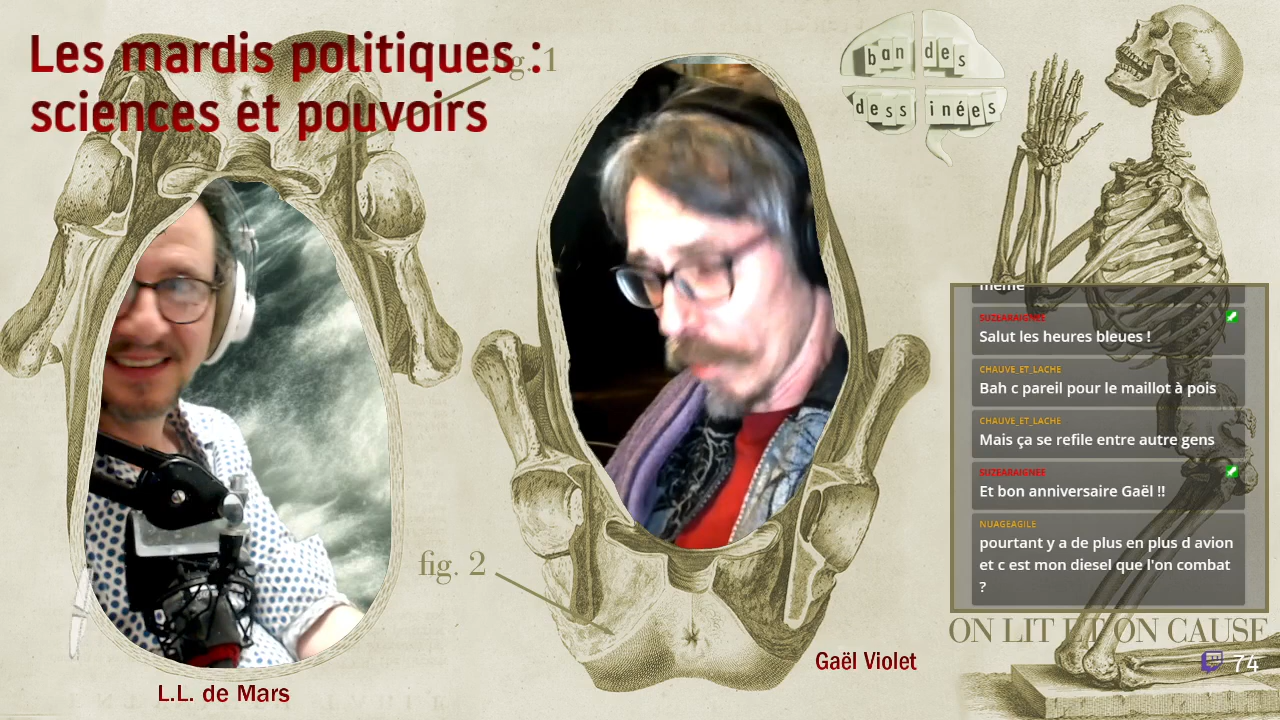 Les mardis politiques :
sciences et pouvoirs
fig. 1
ban des
dess inées
même
SUZEARAIGNEE
Salut les heures bleues !
CHAUVE_ET_LACHE
Bah c pareil pour le maillot à pois
CHAUVE_ET_LACHE
Mais ça se refile entre autre gens
SUZEARAIGNEE
Et bon anniversaire Gaël !!
NUAGEAGILE
pourtant y a de plus en plus d avion
et c est mon diesel que l'on combat
?
fig. 2
ON LIT ET ON CAUSE
74
Gaël Violet
L.L. de Mars